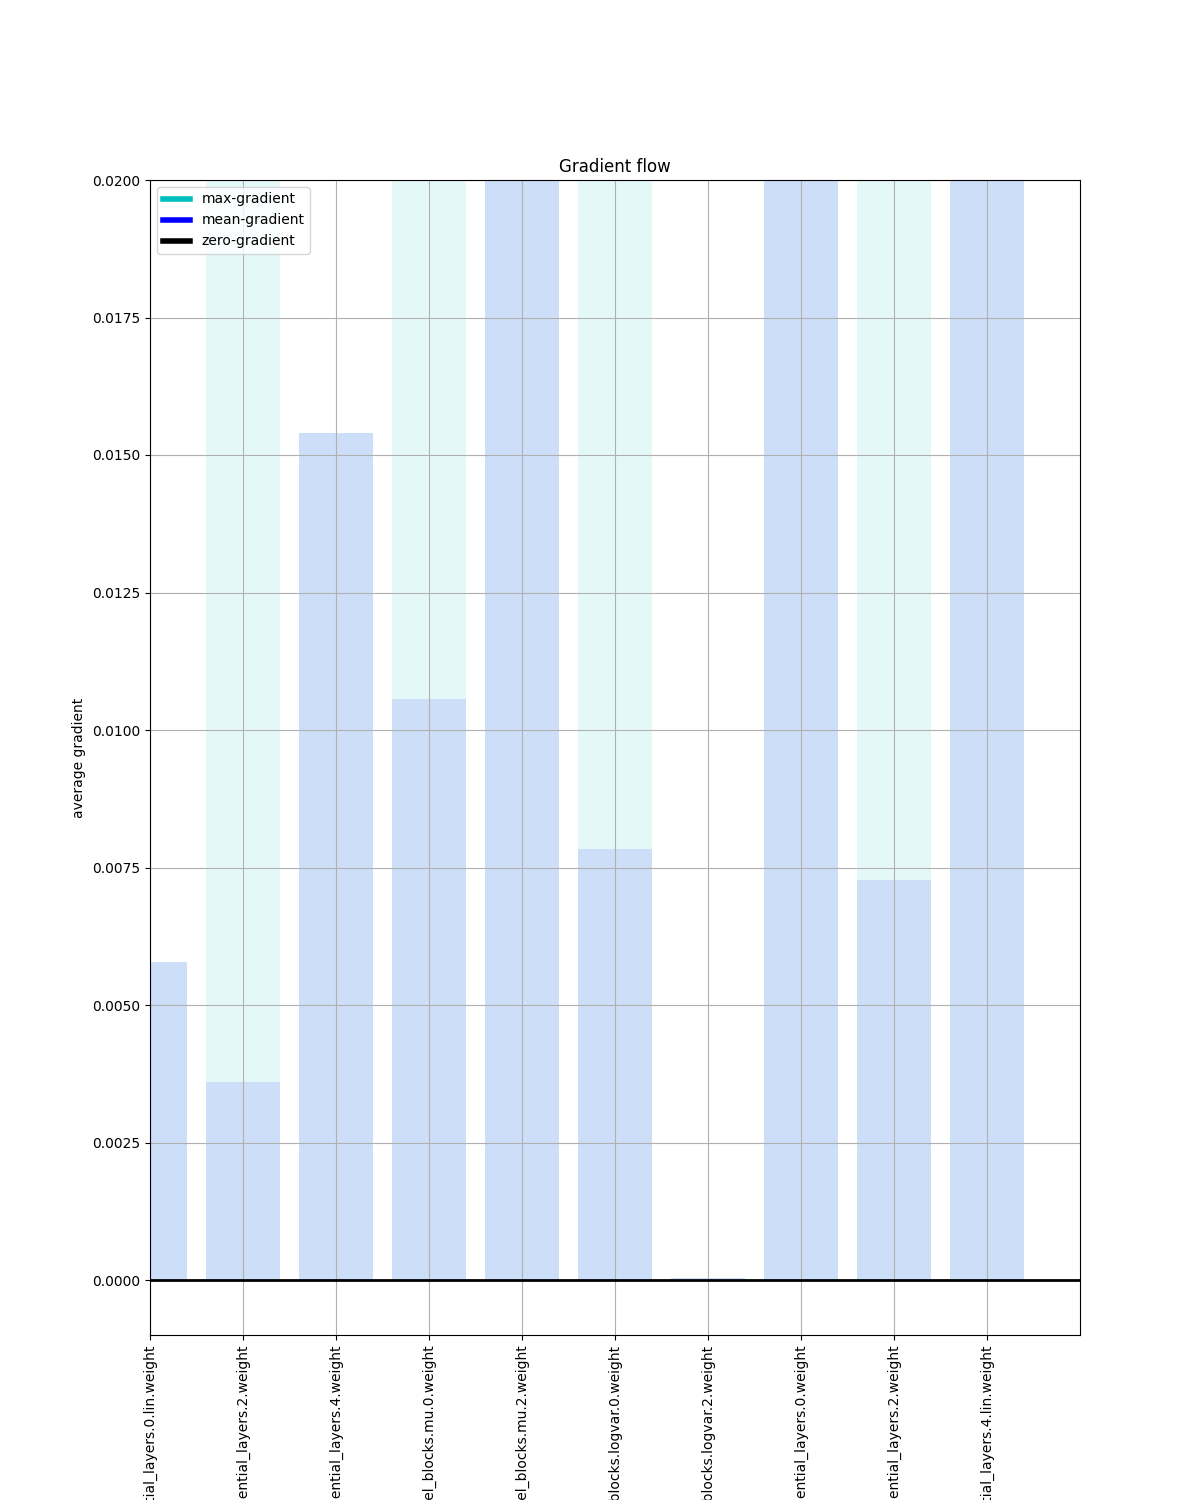 Gradient flow
max-gradient
mean-gradient
zero-gradient
0.0200
0.0175
0.0150
0.0125
0.0100
0.0075
0.0050
0.0025
0.0000
average gradient
tial_layers.0.lin.weight
ential_layers.2.weight
ential_layers.4.weight
el_blocks.mu.0.weight
el_blocks.mu.2.weight
blocks.logvar.0.weight
blocks.logvar.2.weight
ential_layers.0.weight
ential_layers.2.weight
tial_layers.4.lin.weight